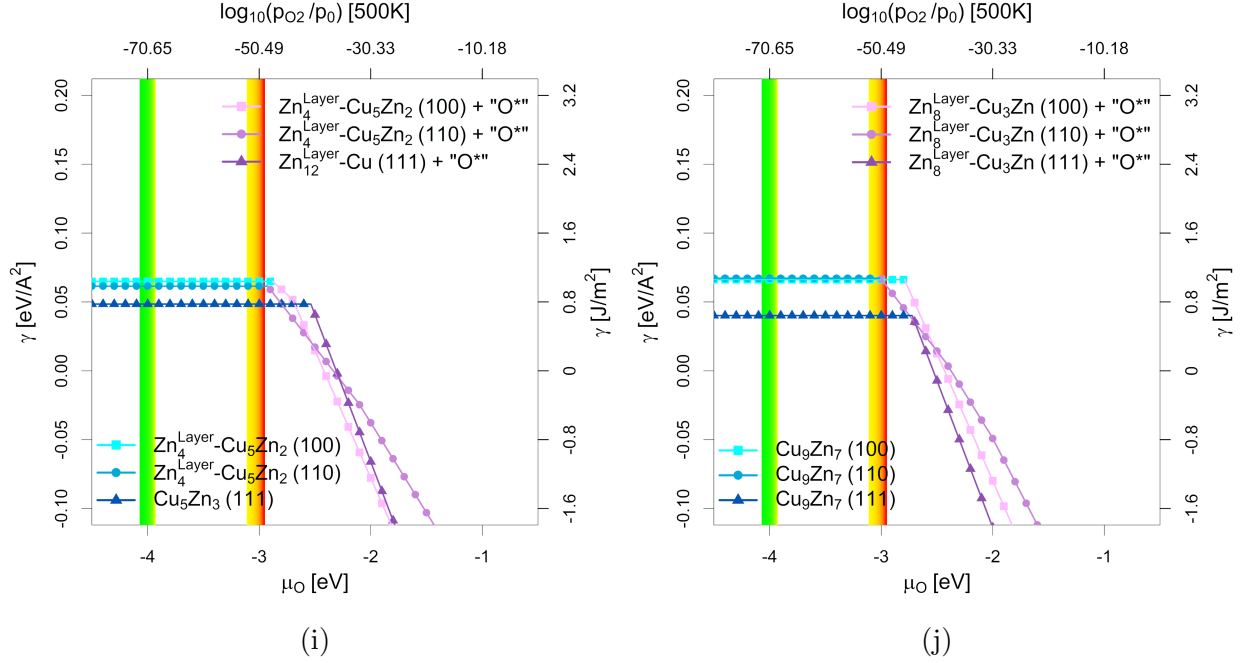 log10(pO2/p0) [500K]
-70.65 -50.49 -30.33 -10.18
Zn4Layer-Cu5Zn2 (100) + "O*"
Zn4Layer-Cu5Zn2 (110) + "O*"
Zn12Layer-Cu (111) + "O*"
0.20
0.15
0.10
0.05
0.00
-0.05
-0.10
γ [eV/A2]
3.2
2.4
1.6
0.8
0
-0.8
-1.6
γ [J/m2]
Zn4Layer-Cu5Zn2 (100)
Zn4Layer-Cu5Zn2 (110)
Cu5Zn3 (111)
-4 -3 -2 -1
μO [eV]
(i)
log10(pO2/p0) [500K]
-70.65 -50.49 -30.33 -10.18
Zn8Layer-Cu3Zn (100) + "O*"
Zn8Layer-Cu3Zn (110) + "O*"
Zn8Layer-Cu3Zn (111) + "O*"
0.20
0.15
0.10
0.05
0.00
-0.05
-0.10
γ [eV/A2]
3.2
2.4
1.6
0.8
0
-0.8
-1.6
γ [J/m2]
Cu9Zn7 (100)
Cu9Zn7 (110)
Cu9Zn7 (111)
-4 -3 -2 -1
μO [eV]
(j)